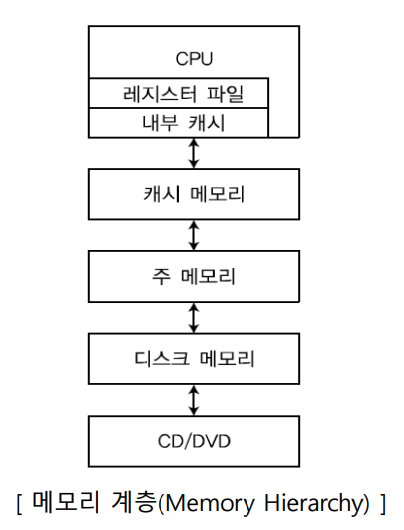 CPU
레지스터 파일
내부 캐시
캐시 메모리
주 메모리
디스크 메모리
CD/DVD
[ 메모리 계층(Memory Hierarchy) ]